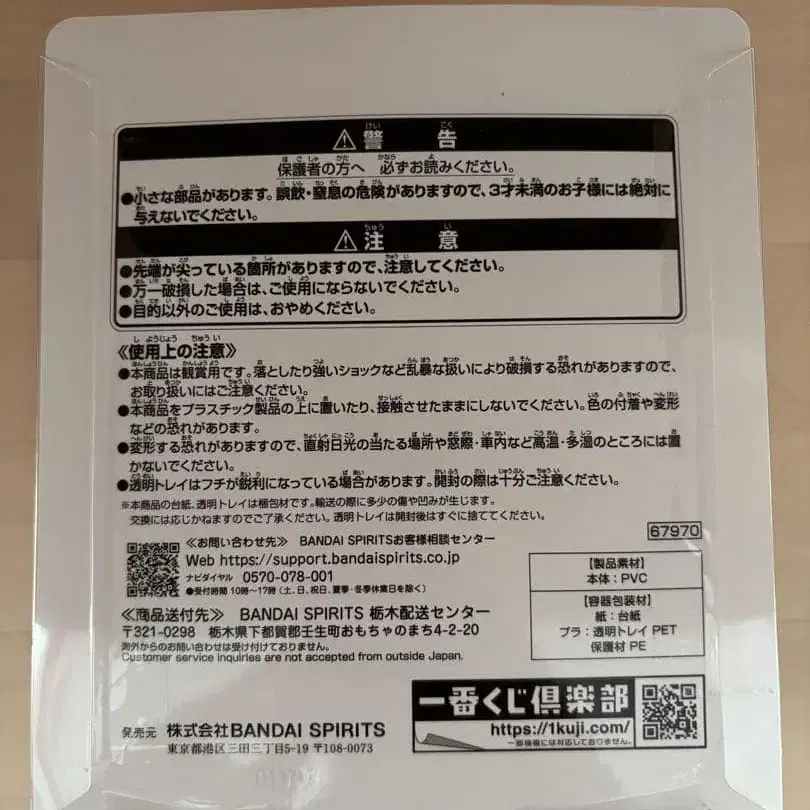 ⚠警告
保護者の方へ 必ずお読みください。
●小さな部品があります。誤飲・窒息の危険がありますので、3才未満のお子様には絶対に
与えないでください。
⚠注意
●先端が尖っている箇所がありますので、注意してください。
●万一破損した場合は、ご使用にならないでください。
●目的以外のご使用は、おやめください。
《使用上の注意》
●本商品は観賞用です。落としたり強いショックなど乱暴な扱いにより破損する恐れがありますので、
お取り扱いにはご注意ください。
●本商品をプラスチック製品の上に置いたり、接触させたままにしないでください。色の付着や変形
などの恐れがあります。
●変形する恐れがありますので、直射日光の当たる場所や窓際・車内など高温・多湿のところには置
かないでください。
●透明トレイはフチが鋭利になっている場合があります。開封の際は十分ご注意ください。
※本商品の台紙、透明トレイは梱包材です。輸送の際に多少の傷や凹みが生じます。
交換には応じかねますのでご了承ください。透明トレイは開封後はすぐに捨ててください。
67970
≪お問い合わせ先≫ BANDAI SPIRITSお客様相談センター
Web https://support.bandaispirits.co.jp
ナビダイヤル 0570-078-001
●受付時間 10時～17時 (土、日、祝日、夏季・冬季休業日を除く)
≪商品送付先≫ BANDAI SPIRITS 栃木配送センター
〒321-0298 栃木県下都賀郡壬生町おもちゃのまち4-2-20
海外からのお問い合わせは受け付けておりません。
Customer service inquiries are not accepted from outside Japan.
【製品素材】
本体：PVC
【容器包装材】
紙：台紙
プラ：透明トレイ PET
保護材 PE
一番くじ倶楽部
https://1kuji.com/
一部機種には対応しておりません。
発売元 株式会社BANDAI SPIRITS
東京都港区三田三丁目5-19 〒108-0073